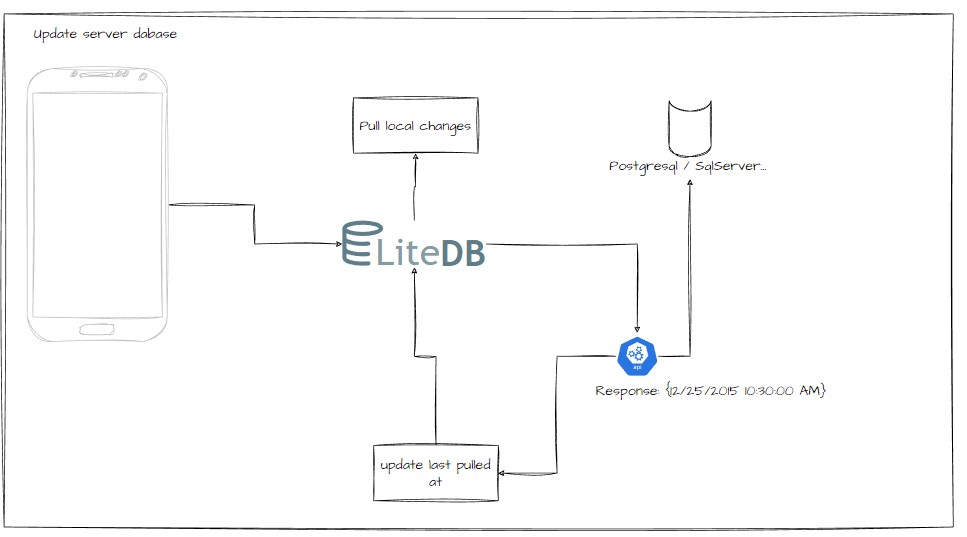 Update server dabase
Pull local changes
Postgresql / SqlServer...
LiteDB
api
Response: {12/25/2015 10:30:00 AM}
update last pulled
at